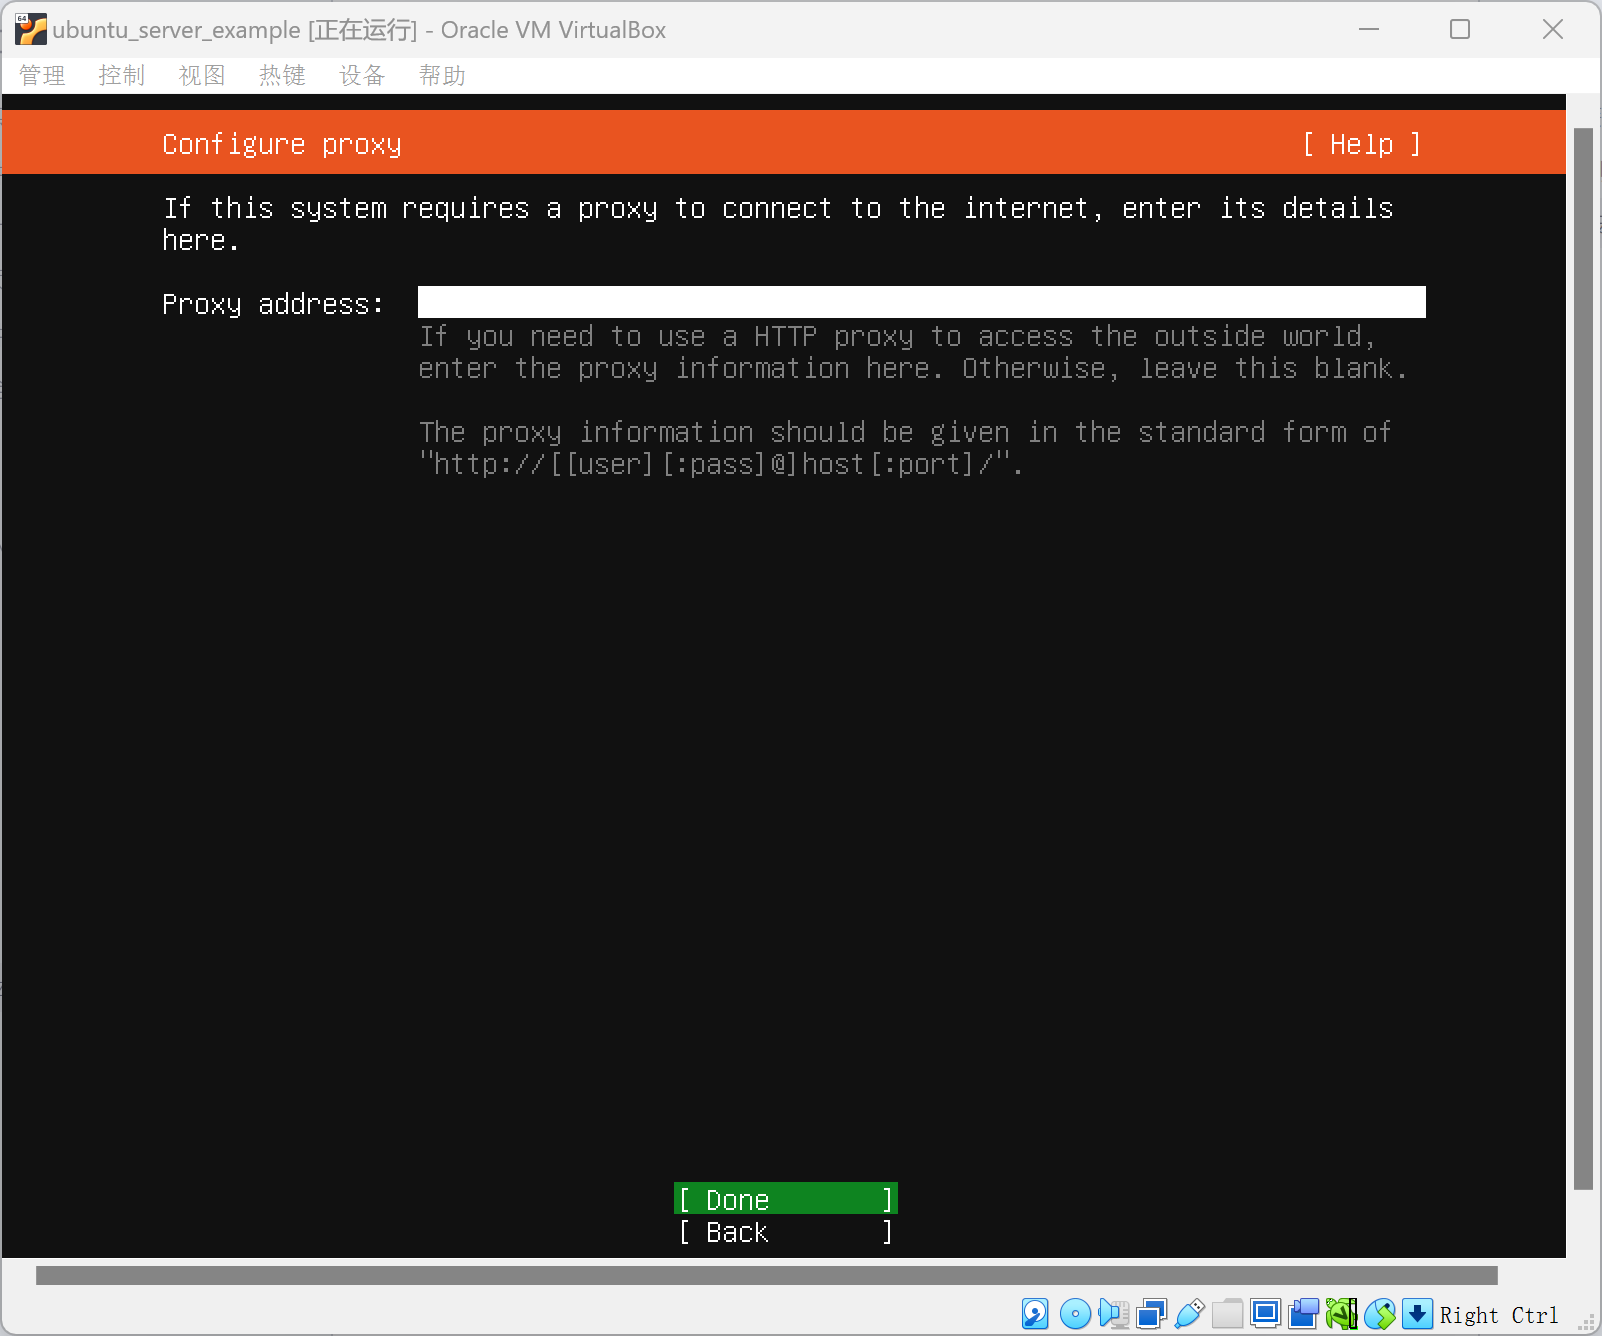 ubuntu_server_example [正在运行] - Oracle VM VirtualBox
管理 控制 视图 热键 设备 帮助
Configure proxy [ Help ]
If this system requires a proxy to connect to the internet, enter its details
here.
Proxy address:
If you need to use a HTTP proxy to access the outside world,
enter the proxy information here. Otherwise, leave this blank.
The proxy information should be given in the standard form of
"http://[[user][:pass]@]host[:port]/".
[ Done ]
[ Back ]
Right Ctrl